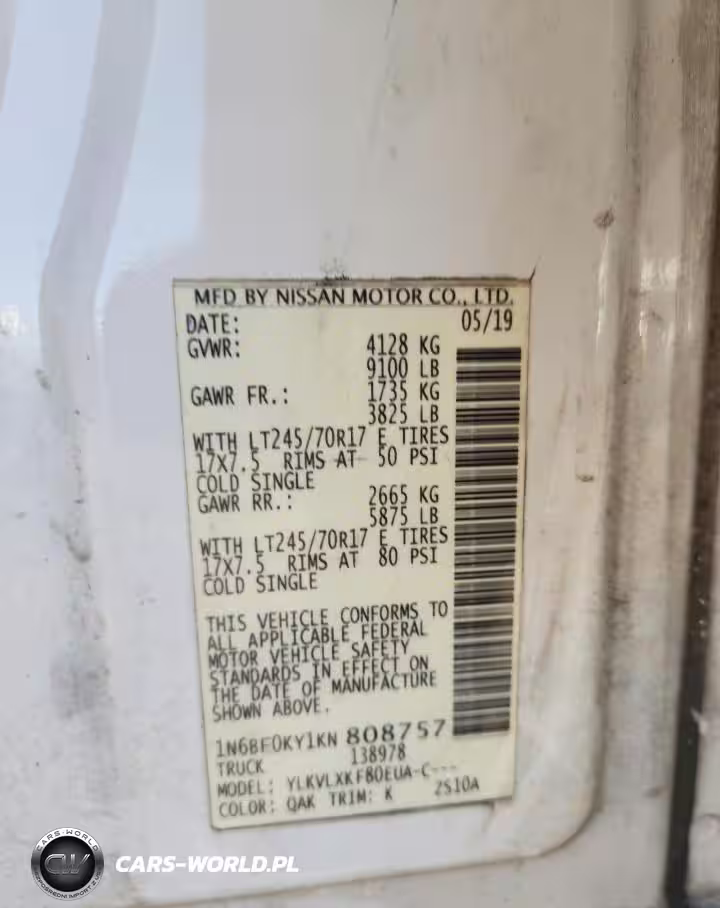 MFD BY NISSAN MOTOR CO., LTD.
DATE: 05/19
GVWR: 4128 KG
9100 LB
GAWR FR.: 1735 KG
3825 LB
WITH LT245/70R17 E TIRES
17X7.5 RIMS AT 50 PSI
COLD SINGLE
GAWR RR.: 2665 KG
5875 LB
WITH LT245/70R17 E TIRES
17X7.5 RIMS AT 80 PSI
COLD SINGLE
THIS VEHICLE CONFORMS TO
ALL APPLICABLE FEDERAL
MOTOR VEHICLE SAFETY
STANDARDS IN EFFECT ON
THE DATE OF MANUFACTURE
SHOWN ABOVE.
1N6BF0KY1KN 808757
TRUCK 138978
MODEL: YLKVLXKF80EUA-C---
COLOR: QAK TRIM: K 2S10A
CARS-WORLD
CW
CARS-WORLD.PL